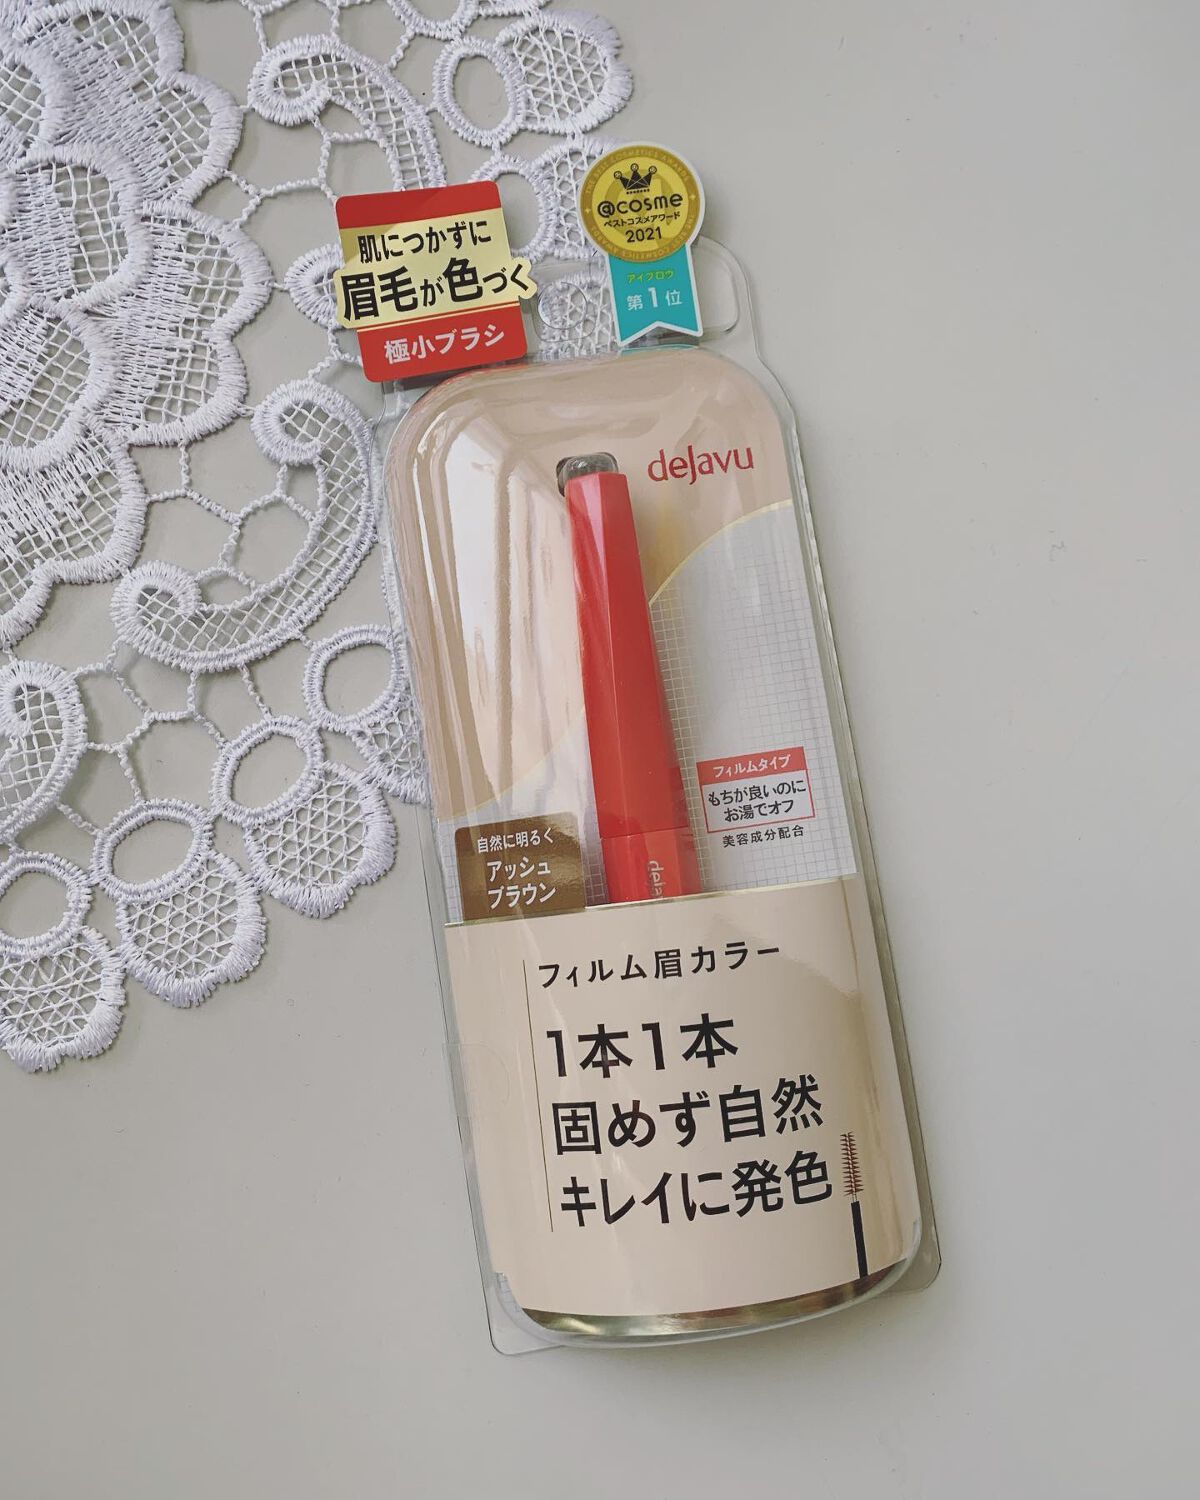 肌につかずに
眉毛が色づく
極小ブラシ
THE BEST COSMETICS AWARDS
@cosme
ベストコスメアワード
2021
アイブロウ
第1位
dejavu
フィルムタイプ
もちが良いのに
お湯でオフ
美容成分配合
自然に明るく
アッシュ
ブラウン
フィルム眉カラー
1本1本
固めず自然
キレイに発色